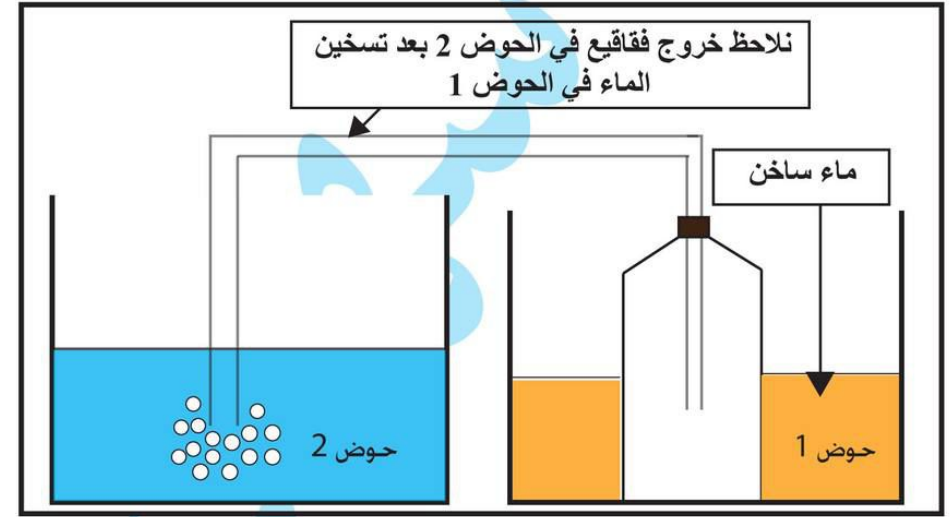 نلاحظ خروج فقاقيع في الحوض 2 بعد تسخين
الماء في الحوض 1
ماء ساخن
حوض 2
حوض 1